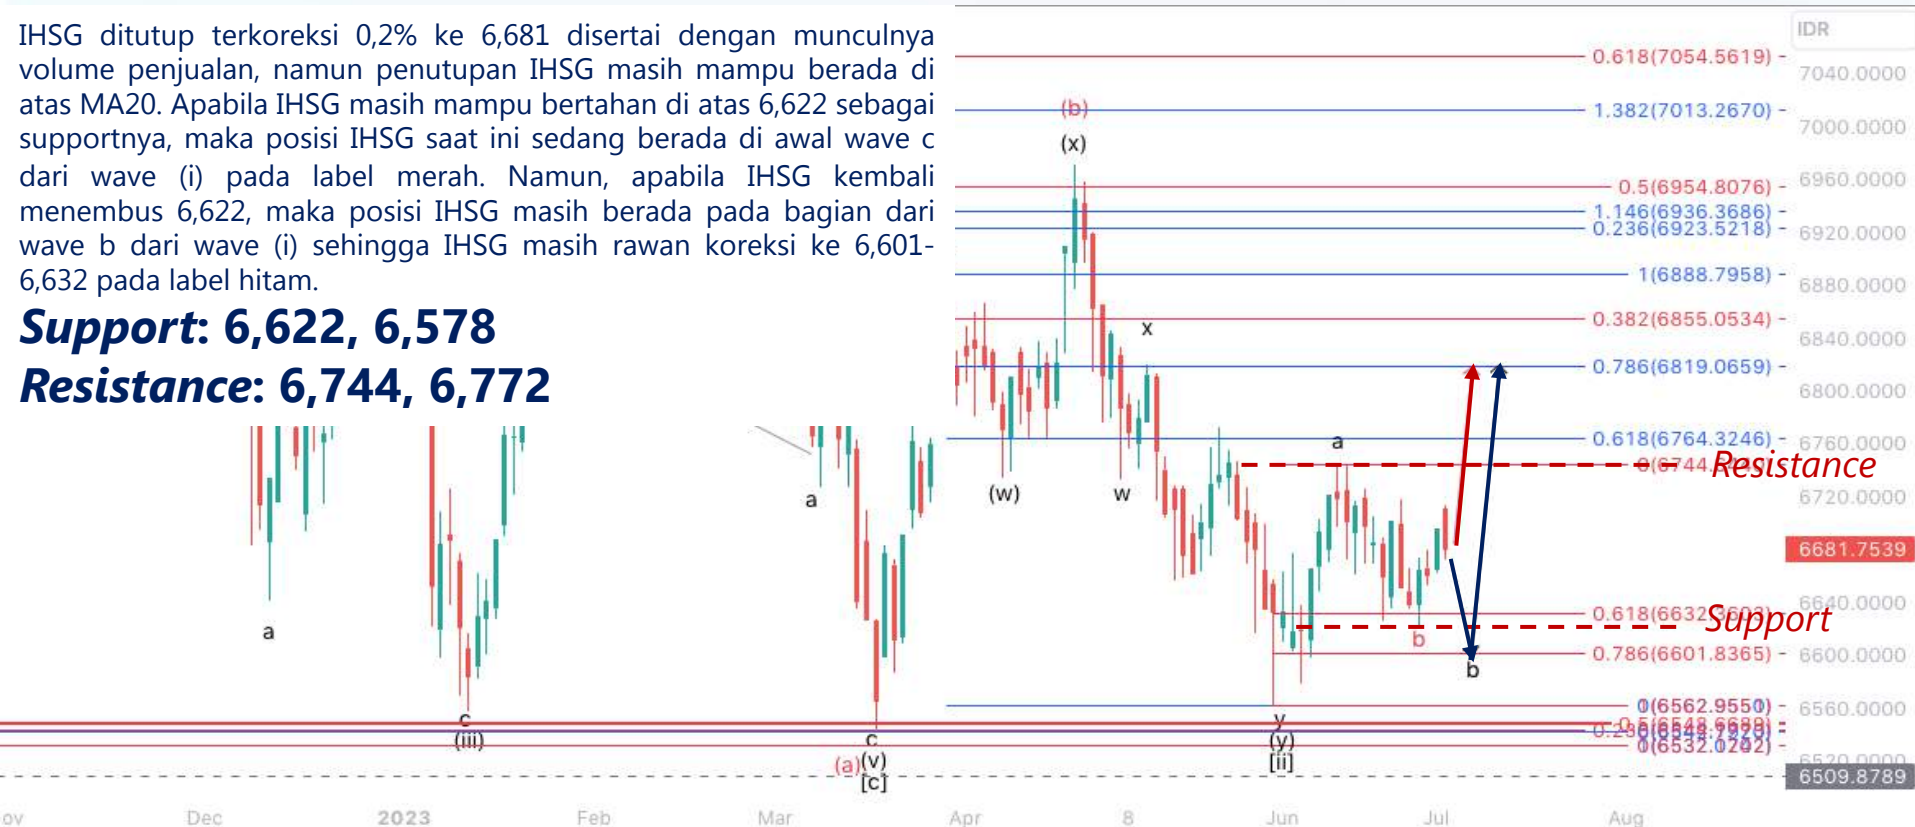 IHSG ditutup terkoreksi 0,2% ke 6,681 disertai dengan munculnya
volume penjualan, namun penutupan IHSG masih mampu berada di
atas MA20. Apabila IHSG masih mampu bertahan di atas 6,622 sebagai
supportnya, maka posisi IHSG saat ini sedang berada di awal wave c
dari wave (i) pada label merah. Namun, apabila IHSG kembali
menembus 6,622, maka posisi IHSG masih berada pada bagian dari
wave b dari wave (i) sehingga IHSG masih rawan koreksi ke 6,601-
6,632 pada label hitam.
Support: 6,622, 6,578
Resistance: 6,744, 6,772
IDR
0.618(7054.5619)
7040.0000
(b)
1.382(7013.2670)
7000.0000
(x)
0.5(6954.8076)
6960.0000
1.146(6936.3686)
0.236(6923.5218)
6920.0000
1(6888.7958)
6880.0000
0.382(6855.0534)
x
6840.0000
0.786(6819.0659)
6800.0000
a
0.618(6764.3246)
6760.0000
Resistance
a
(w)
w
6720.0000
6681.7539
a
0.618(6632.3603)
6640.0000
Support
b
0.786(6601.8365)
6600.0000
b
(6562.9550)
6560.0000
c
(iii)
c
(v)
(a)
[c]
y
(y)
[ii]
(6532.0202)
6520.0000
6509.8789
ov
Dec
2023
Feb
Mar
Apr
8
Jun
Jul
Aug